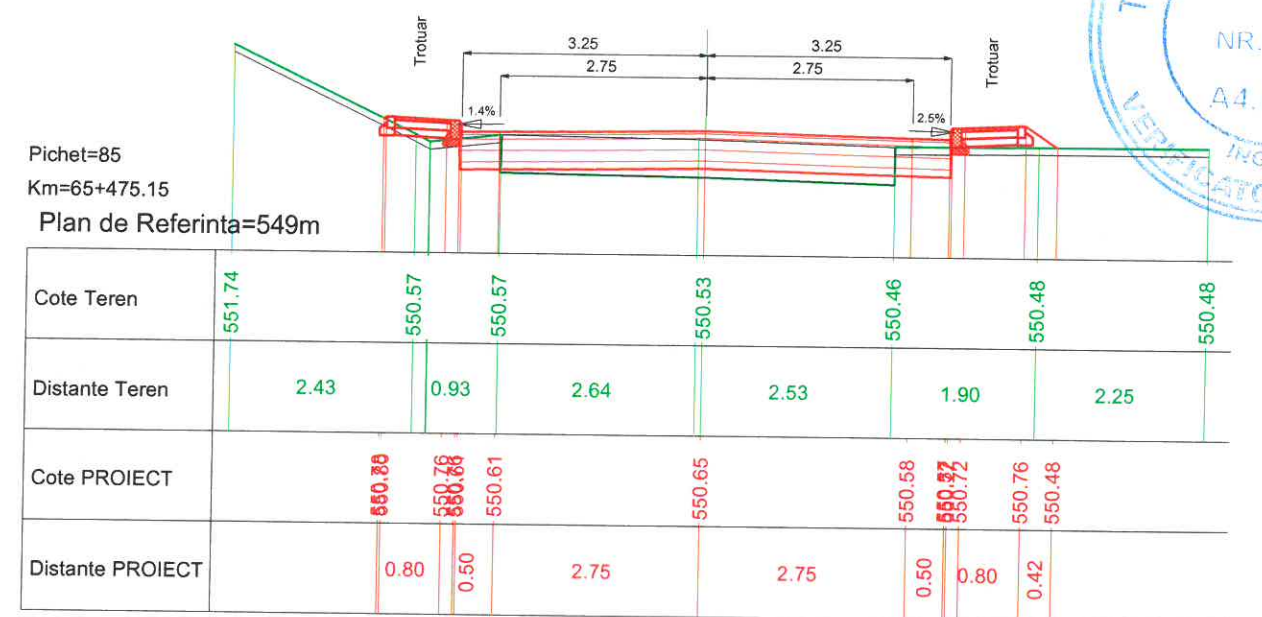 Trotuar
3.25 3.25
Trotuar
2.75 2.75
1.4% 2.5%
NR.
A4.
VERIFICATO
ING
Pichet=85
Km=65+475.15
Plan de Referinta=549m
Cote Teren 551.74 550.57 550.57 550.53 550.46 550.48 550.48
Distante Teren 2.43 0.93 2.64 2.53 1.90 2.25
Cote PROIECT 550.76 550.61 550.65 550.58 550.72 550.76 550.48
Distante PROIECT 0.80 0.50 2.75 2.75 0.50 0.80 0.42